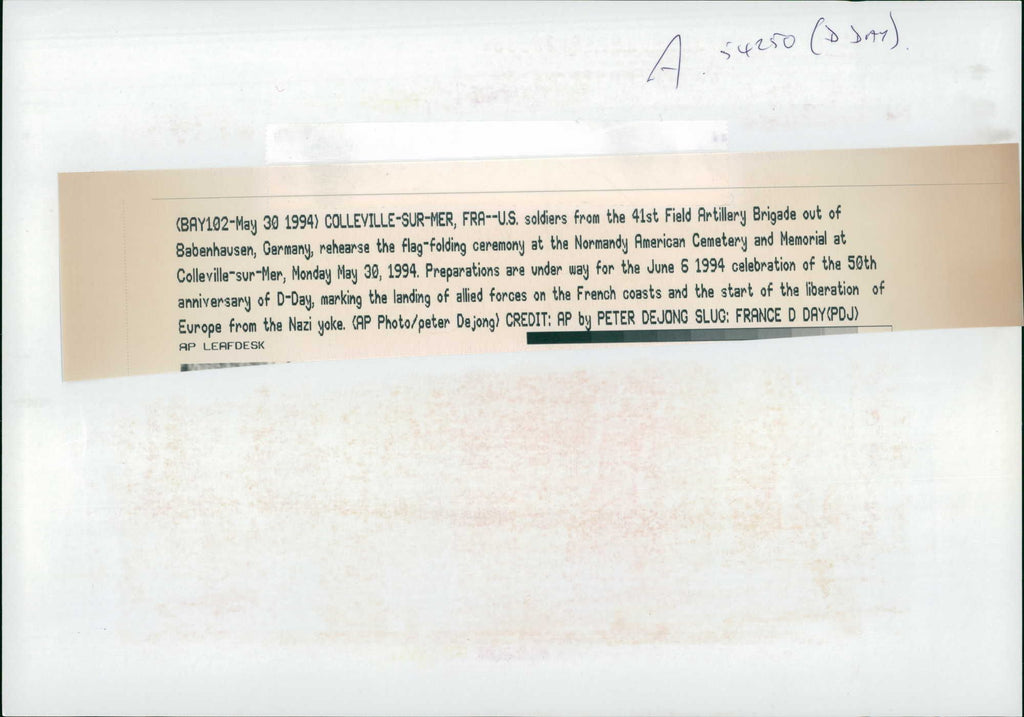 A. 54250 (D DAY).
(BAY102-May 30 1994) COLLEVILLE-SUR-MER, FRA--U.S. soldiers from the 41st Field Artillery Brigade out of
Babenhausen, Germany, rehearse the flag-folding ceremony at the Normandy American Cemetery and Memorial at
Colleville-sur-Mer, Monday May 30, 1994. Preparations are under way for the June 6 1994 celebration of the 50th
anniversary of D-Day, marking the landing of allied forces on the French coasts and the start of the liberation of
Europe from the Nazi yoke. (AP Photo/peter Dejong) CREDIT: AP by PETER DEJONG SLUG: FRANCE D DAY(PDJ)
AP LEAFDESK